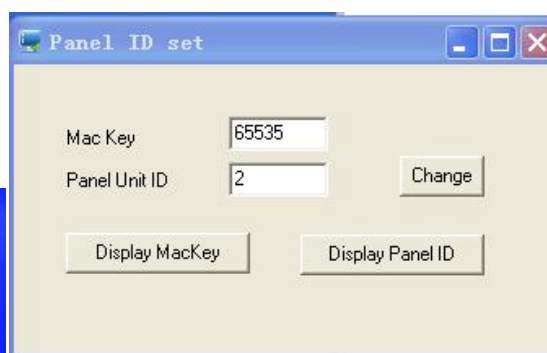 Panel ID set
Mac Key 65535
Panel Unit ID 2
Change
Display MacKey Display Panel ID